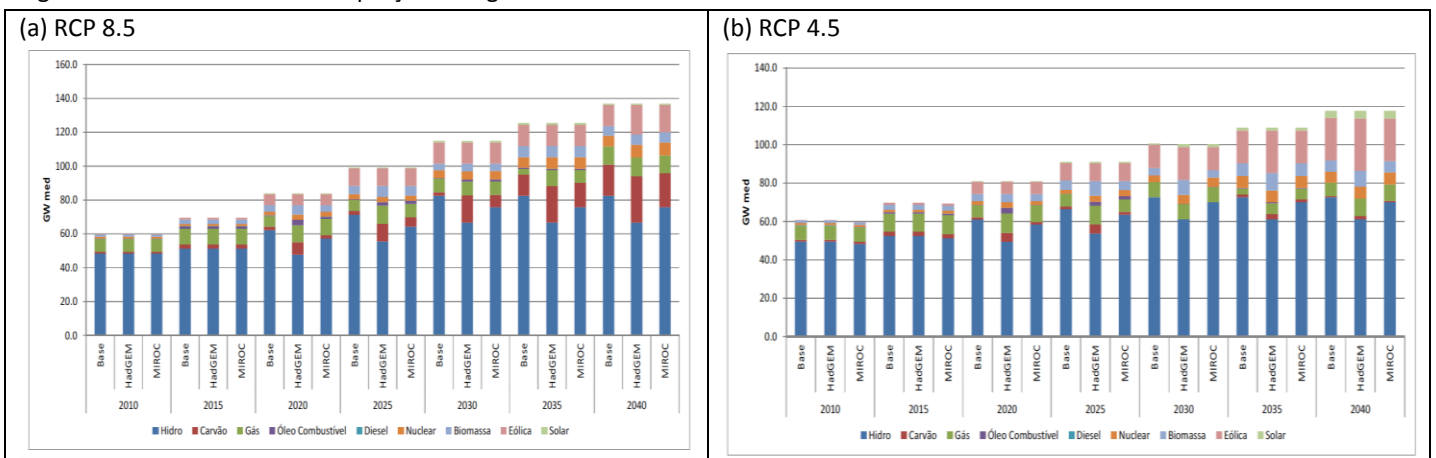 (a) RCP 8.5
160.0
140.0
120.0
100.0
80.0
60.0
40.0
20.0
0.0
GW med
Base HadGEM MIROC Base HadGEM MIROC Base HadGEM MIROC Base HadGEM MIROC Base HadGEM MIROC Base HadGEM MIROC Base HadGEM MIROC
2010 2015 2020 2025 2030 2035 2040
Hidro Carvão Gás Óleo Combustível Diesel Nuclear Biomassa Eólica Solar
(b) RCP 4.5
140.0
120.0
100.0
80.0
60.0
40.0
20.0
0.0
GW med
Base HadGEM MIROC Base HadGEM MIROC Base HadGEM MIROC Base HadGEM MIROC Base HadGEM MIROC Base HadGEM MIROC Base HadGEM MIROC
2010 2015 2020 2025 2030 2035 2040
Hidro Carvão Gás Óleo Combustível Diesel Nuclear Biomassa Eólica Solar